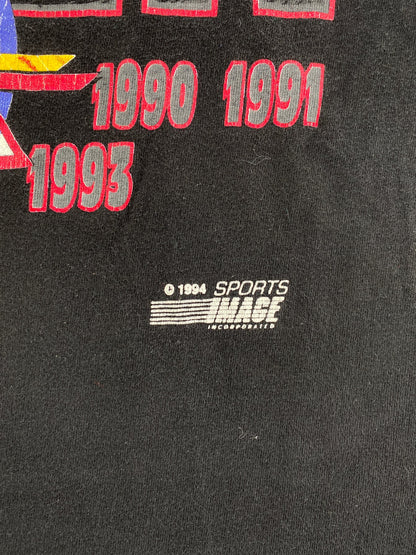 1990 1991
1993
© 1994 SPORTS
IMAGE
INCORPORATED